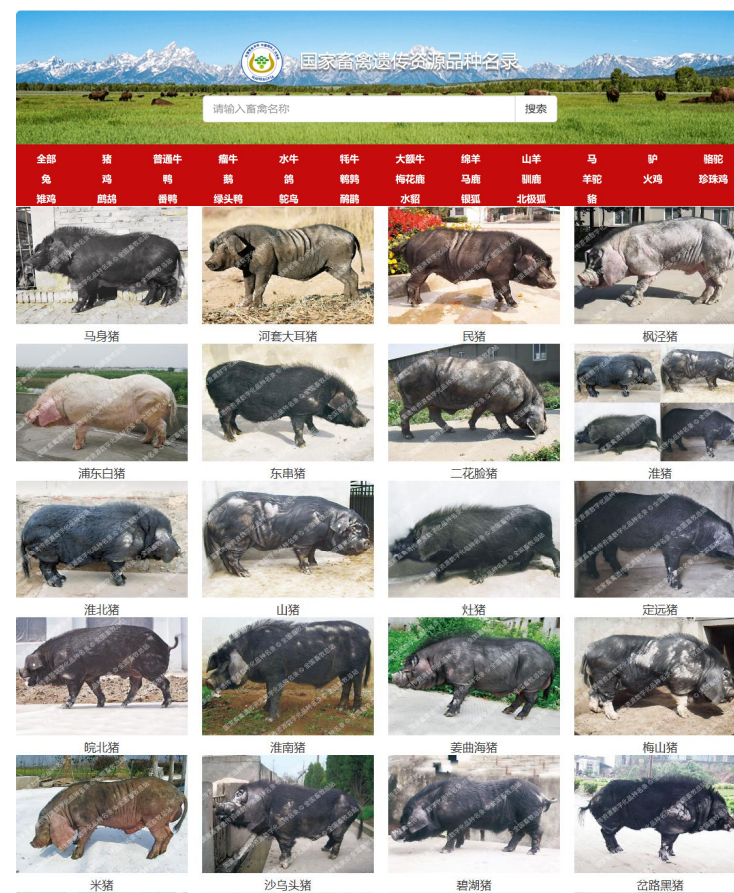 国家畜禽遗传资源品种名录
请输入畜禽名称 搜索
全部 猪 普通牛 瘤牛 水牛 牦牛 大额牛 绵羊 山羊 马 驴 骆驼
兔 鸡 鸭 鹅 鸽 鹌鹑 梅花鹿 马鹿 驯鹿 羊驼 火鸡 珍珠鸡
雉鸡 鹧鸪 番鸭 绿头鸭 鸵鸟 鸸鹋 水貂 银狐 北极狐 貉
马身猪 河套大耳猪 民猪 枫泾猪
浦东白猪 东串猪 二花脸猪 淮猪
淮北猪 山猪 灶猪 定远猪
皖北猪 淮南猪 姜曲海猪 梅山猪
米猪 沙乌头猪 碧湖猪 岔路黑猪